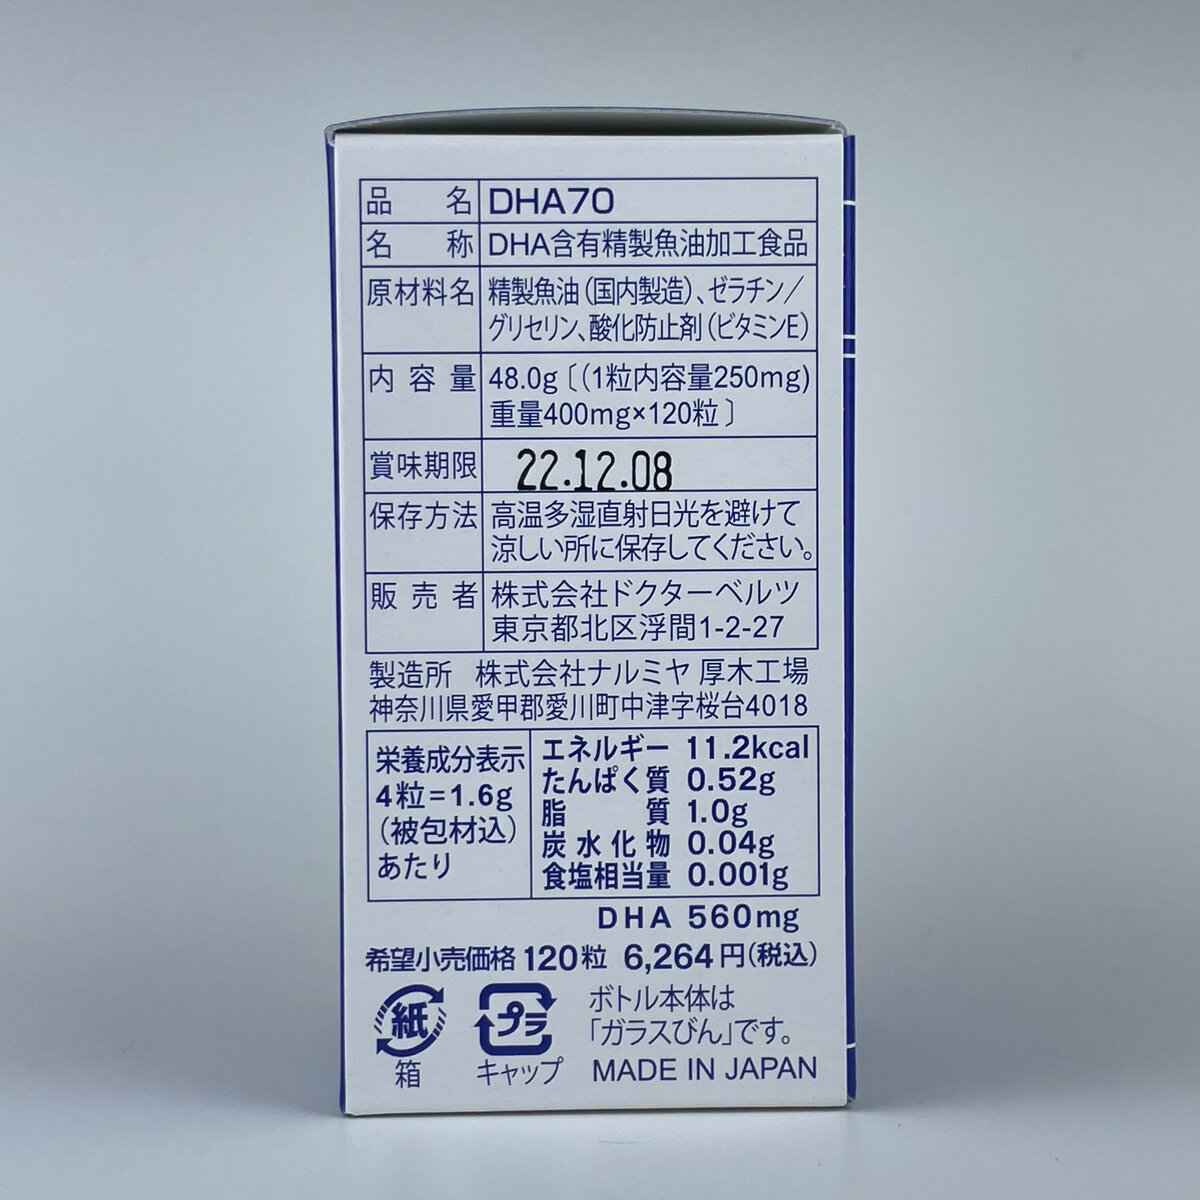 品名 DHA70
名称 DHA含有精製魚油加工食品
原材料名 精製魚油(国内製造)、ゼラチン/
グリセリン、酸化防止剤(ビタミンE)
内容量 48.0g〔(1粒内容量250mg)
重量400mg×120粒〕
賞味期限 22.12.08
保存方法 高温多湿直射日光を避けて
涼しい所に保存してください。
販売者 株式会社ドクターベルツ
東京都北区浮間1-2-27
製造所 株式会社ナルミヤ 厚木工場
神奈川県愛甲郡愛川町中津字桜台4018
栄養成分表示
4粒=1.6g
(被包材込)
あたり
エネルギー 11.2kcal
たんぱく質 0.52g
脂質 1.0g
炭水化物 0.04g
食塩相当量 0.001g
DHA 560mg
希望小売価格 120粒 6,264円(税込)
紙
箱
プラ
キャップ
ボトル本体は
「ガラスびん」です。
MADE IN JAPAN